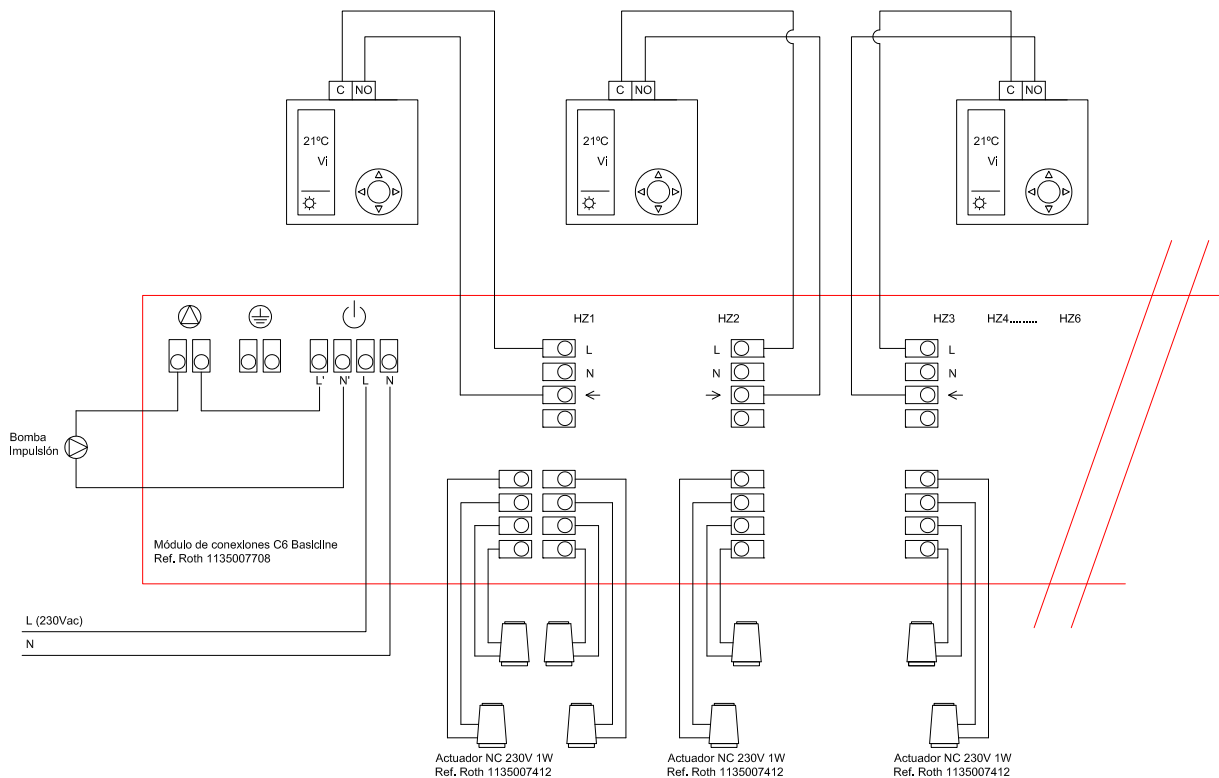 C NO
C NO
C NO
21ºC
Vi
21ºC
Vi
21ºC
Vi
HZ1
HZ2
HZ3
HZ4.........
HZ6
L
L
L
N
N
N
L' N' L N
Bomba
Impulsión
Módulo de conexiones C6 Basicline
Ref. Roth 1135007708
L (230Vac)
N
Actuador NC 230V 1W
Ref. Roth 1135007412
Actuador NC 230V 1W
Ref. Roth 1135007412
Actuador NC 230V 1W
Ref. Roth 1135007412